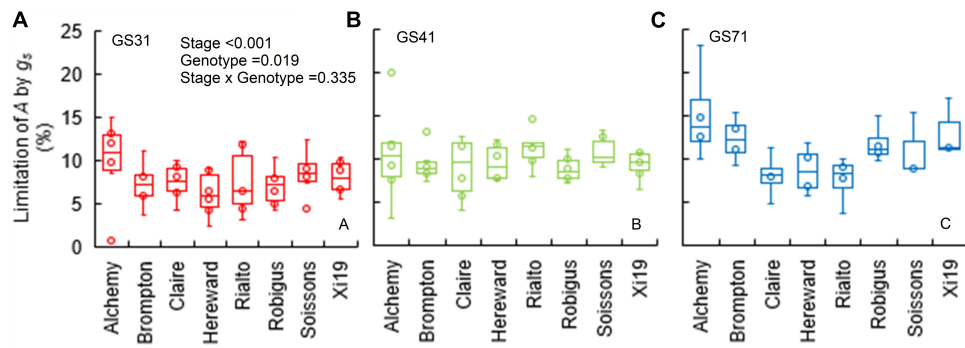 A
B
C
GS31
Stage <0.001
Genotype =0.019
Stage x Genotype =0.335
GS41
GS71
Limitation of A by gs
(%)
25
20
15
10
5
0
A
B
C
Alchemy
Brompton
Claire
Hereward
Rialto
Robigus
Soissons
Xi19
Alchemy
Brompton
Claire
Hereward
Rialto
Robigus
Soissons
Xi19
Alchemy
Brompton
Claire
Hereward
Rialto
Robigus
Soissons
Xi19